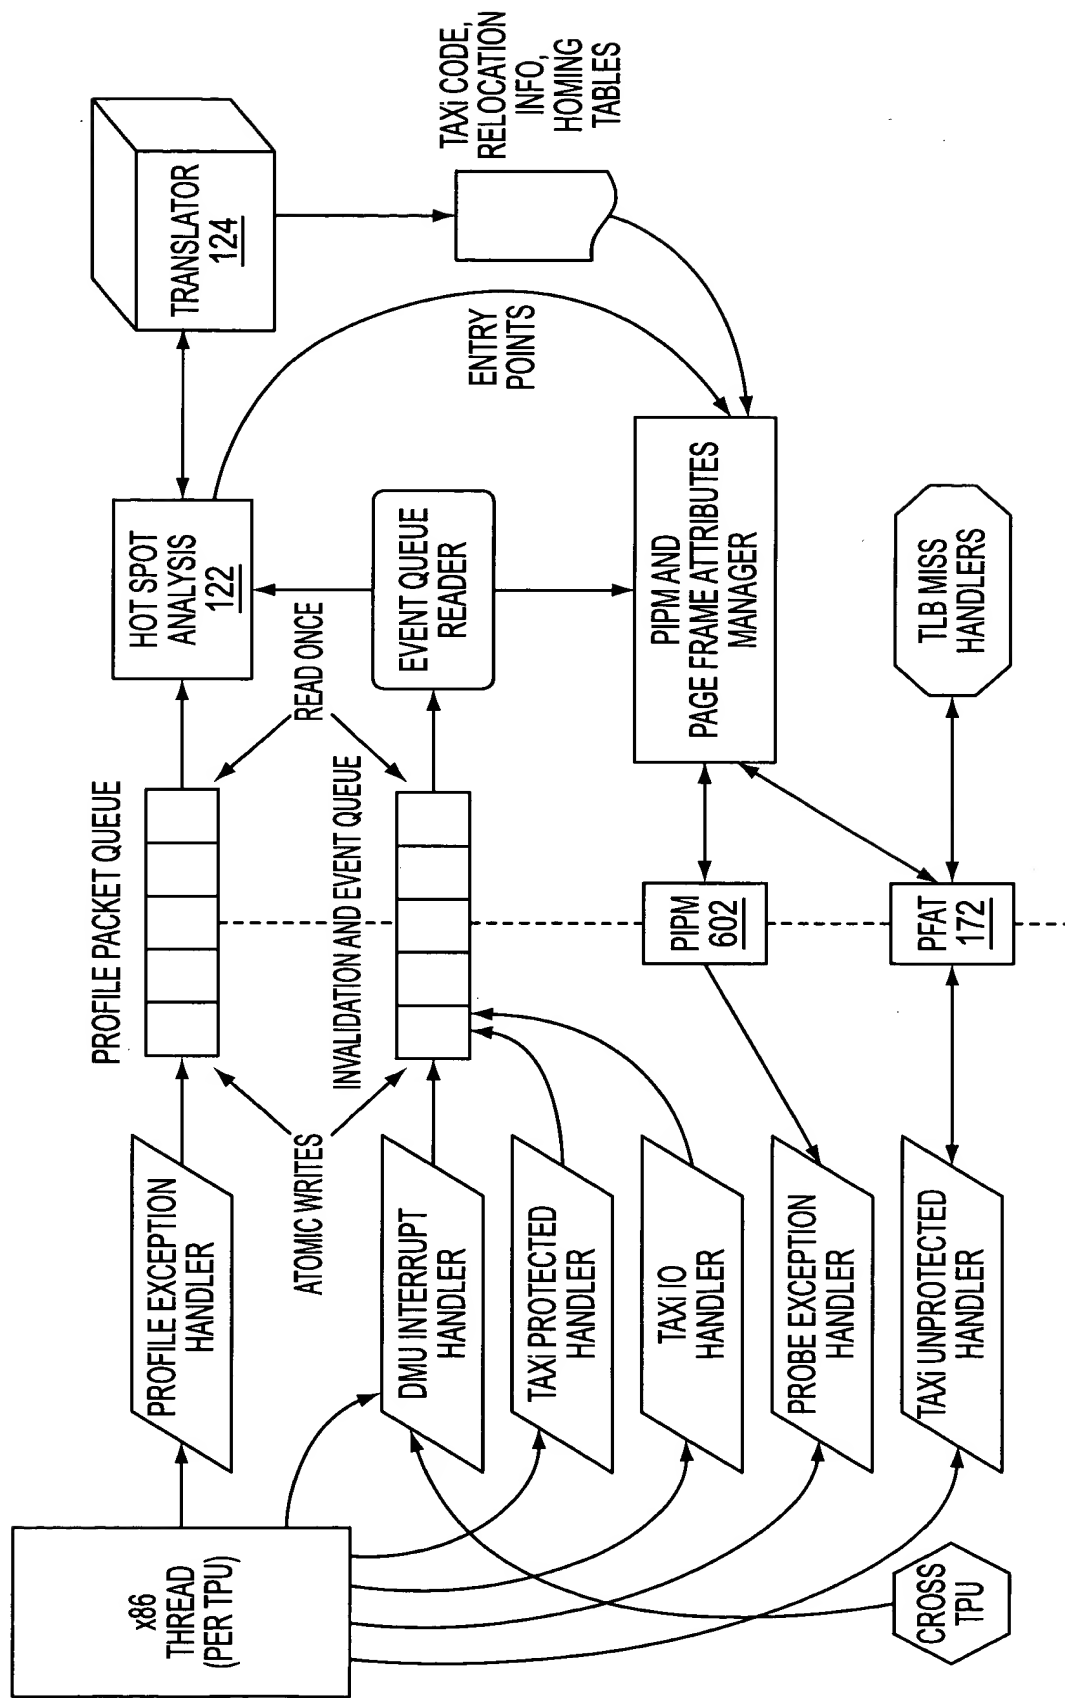 x86
THREAD
(PER TPU)
CROSS
TPU
PROFILE EXCEPTION
HANDLER
ATOMIC WRITES
DMU INTERRUPT
HANDLER
TAXi PROTECTED
HANDLER
TAXi IO
HANDLER
PROBE EXCEPTION
HANDLER
TAXi UNPROTECTED
HANDLER
PROFILE PACKET QUEUE
INVALIDATION AND EVENT QUEUE
READ ONCE
PIPM
602
PFAT
172
HOT SPOT
ANALYSIS
122
EVENT QUEUE
READER
PIPM AND
PAGE FRAME ATTRIBUTES
MANAGER
TLB MISS
HANDLERS
ENTRY
POINTS
TRANSLATOR
124
TAXi CODE,
RELOCATION
INFO,
HOMING
TABLES